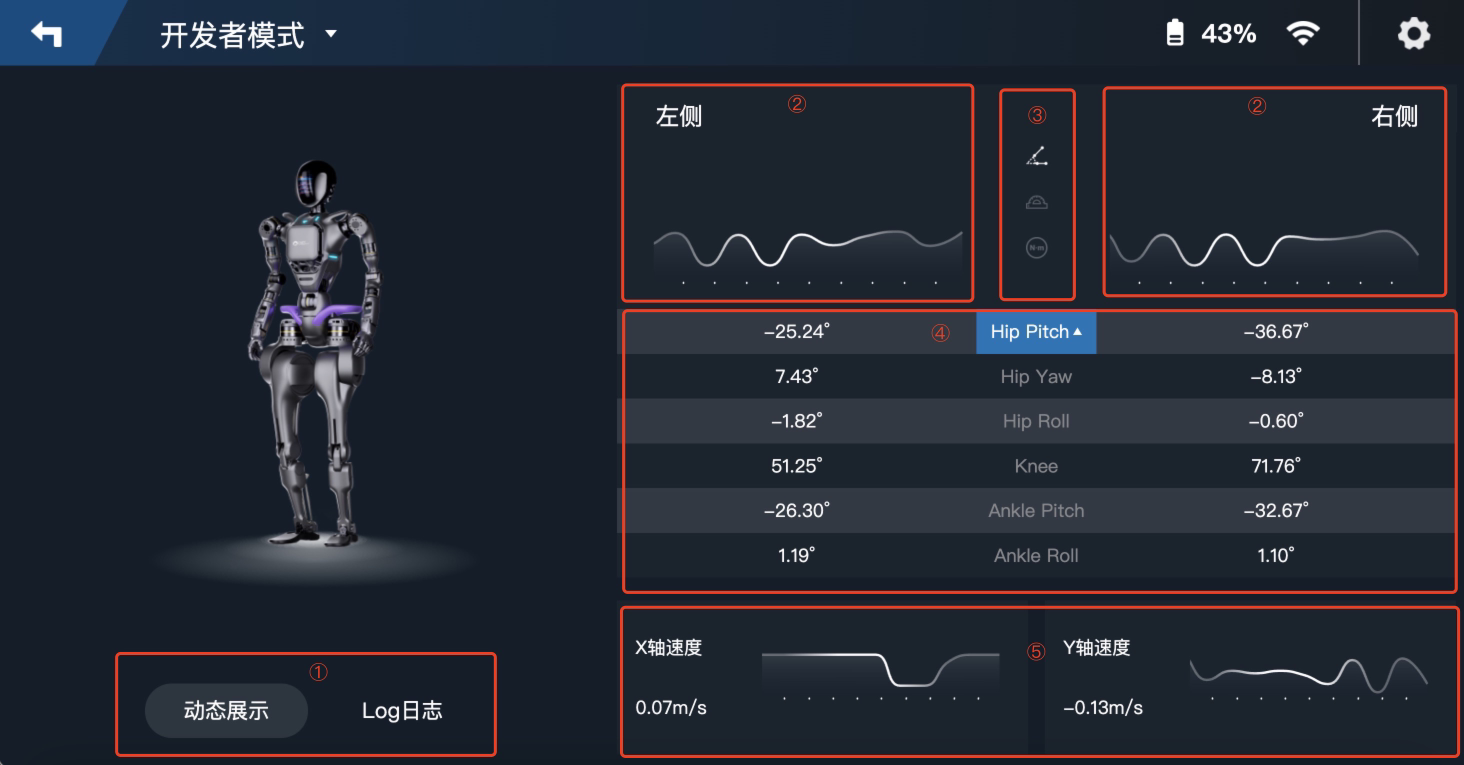 开发者模式
43%
② 左侧
③
N·m
② 右侧
-25.24° ④ Hip Pitch -36.67°
7.43° Hip Yaw -8.13°
-1.82° Hip Roll -0.60°
51.25° Knee 71.76°
-26.30° Ankle Pitch -32.67°
1.19° Ankle Roll 1.10°
①
动态展示 Log日志
X轴速度
0.07m/s
⑤
Y轴速度
-0.13m/s